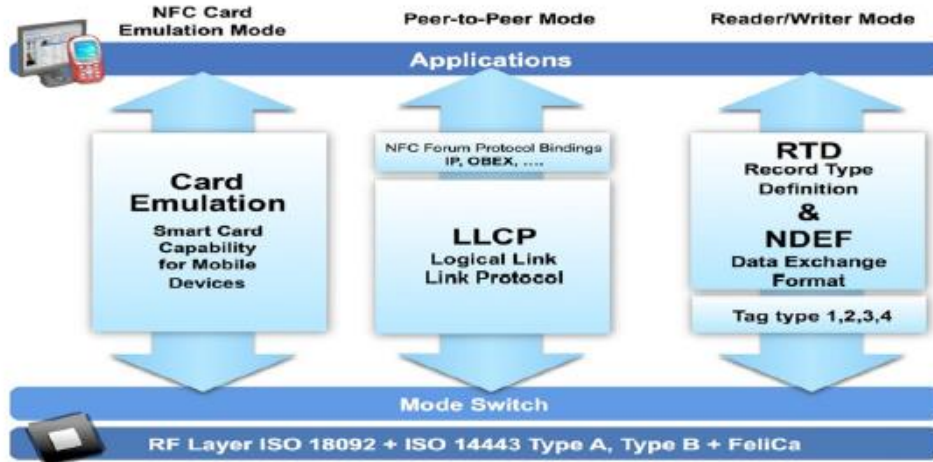 NFC Card
Emulation Mode
Peer-to-Peer Mode
Reader/Writer Mode
Applications
Card
Emulation
Smart Card
Capability
for Mobile
Devices
NFC Forum Protocol Bindings
IP, OBEX, ....
LLCP
Logical Link
Link Protocol
RTD
Record Type
Definition
&
NDEF
Data Exchange
Format
Tag type 1,2,3,4
Mode Switch
RF Layer ISO 18092 + ISO 14443 Type A, Type B + FeliCa